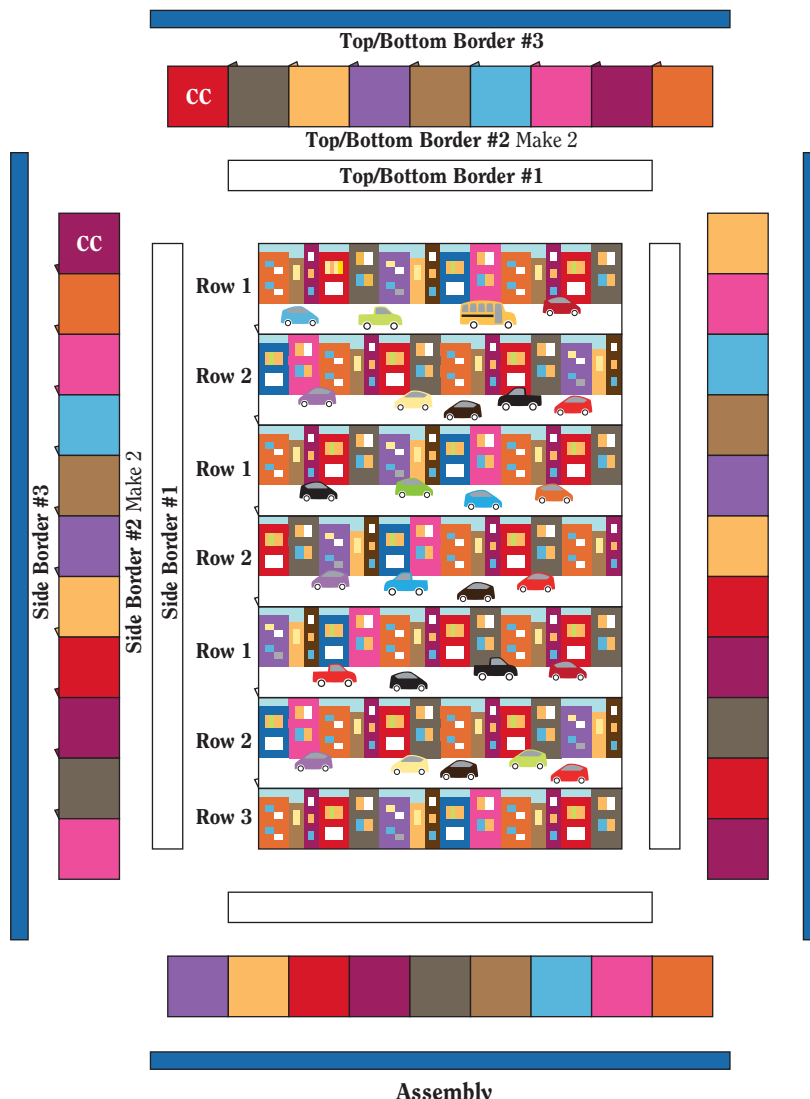 Top/Bottom Border #3
CC
Top/Bottom Border #2 Make 2
Top/Bottom Border #1
CC
Side Border #3
Side Border #2 Make 2
Side Border #1
Row 1
Row 2
Row 1
Row 2
Row 1
Row 2
Row 3
Assembly